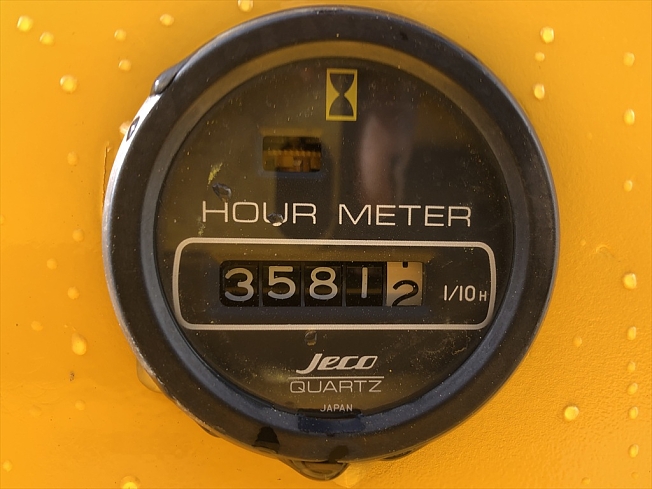 HOUR METER
35812 1/10H
Jeco
QUARTZ
JAPAN